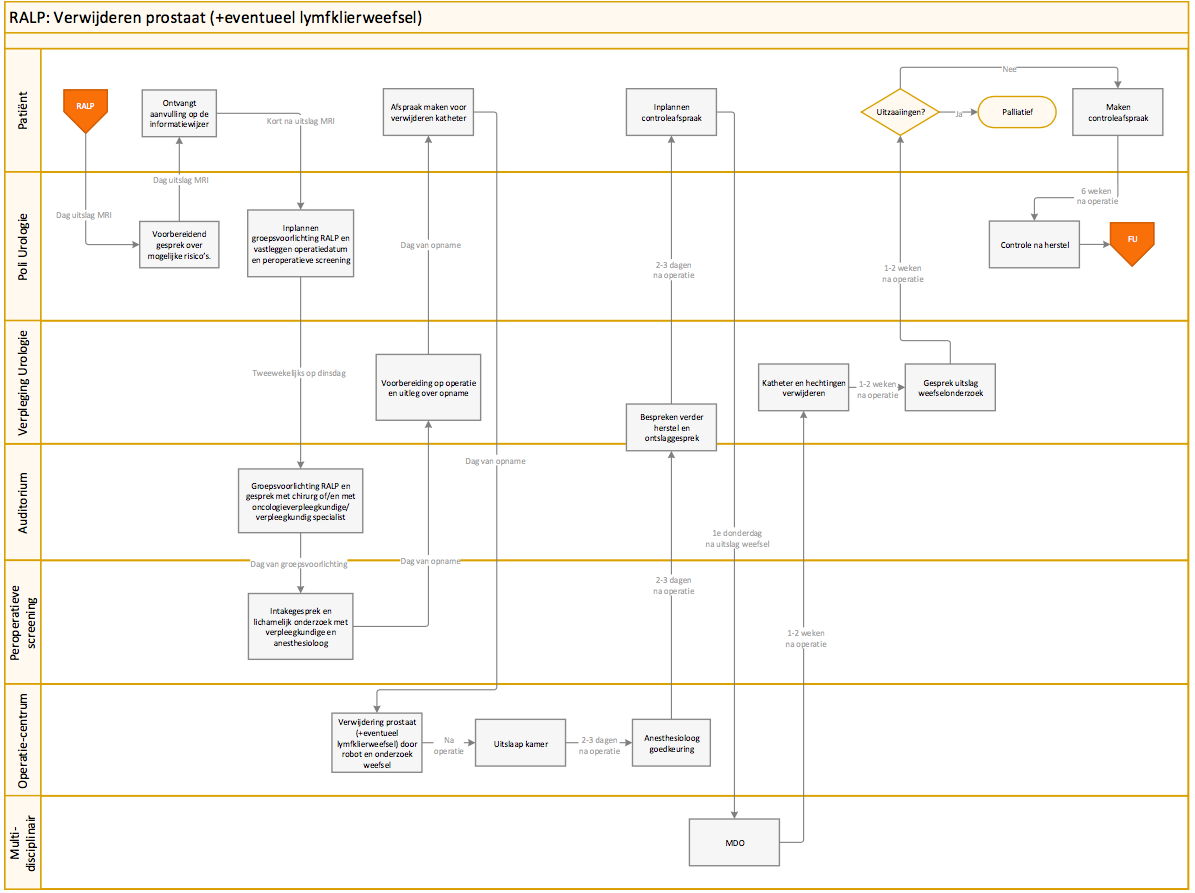 RALP: Verwijderen prostaat (+eventueel lymfklierweefsel)
Patiënt
RALP
Ontvangt
aanvulling op de
informatiewijzer
Kort na uitslag MRI
Afspraak maken voor
verwijderen katheter
Inplannen
controleafspraak
Nee
Uitzaaiingen?
Ja
Palliatief
Maken
controleafspraak
Poli Urologie
Dag uitslag MRI
Dag uitslag MRI
Voorbereidend
gesprek over
mogelijke risico's.
Inplannen
groepsvoorlichting RALP en
vastleggen operatiedatum
en peroperatieve screening
Dag van opname
2-3 dagen
na operatie
1-2 weken
na operatie
6 weken
na operatie
Controle na herstel
FU
Verpleging Urologie
Tweewekelijks op dinsdag
Voorbereiding op operatie
en uitleg over opname
Bespreken verder
herstel en
ontslaggesprek
Katheter en hechtingen
verwijderen
1-2 weken
na operatie
Gesprek uitslag
weefselonderzoek
Auditorium
Groepsvoorlichting RALP en
gesprek met chirurg of/en met
oncologieverpleegkundige/
verpleegkundig specialist
Dag van opname
1e donderdag
na uitslag weefsel
Peroperatieve
screening
Dag van groepsvoorlichting
Dag van opname
Intakegesprek en
lichamelijk onderzoek met
verpleegkundige en
anesthesioloog
2-3 dagen
na operatie
1-2 weken
na operatie
Operatie-centrum
Verwijdering prostaat
(+eventueel
lymfklierweefsel) door
robot en onderzoek
weefsel
Na
operatie
Uitslaap kamer
2-3 dagen
na operatie
Anesthesioloog
goedkeuring
Multi-
disciplinair
MDO